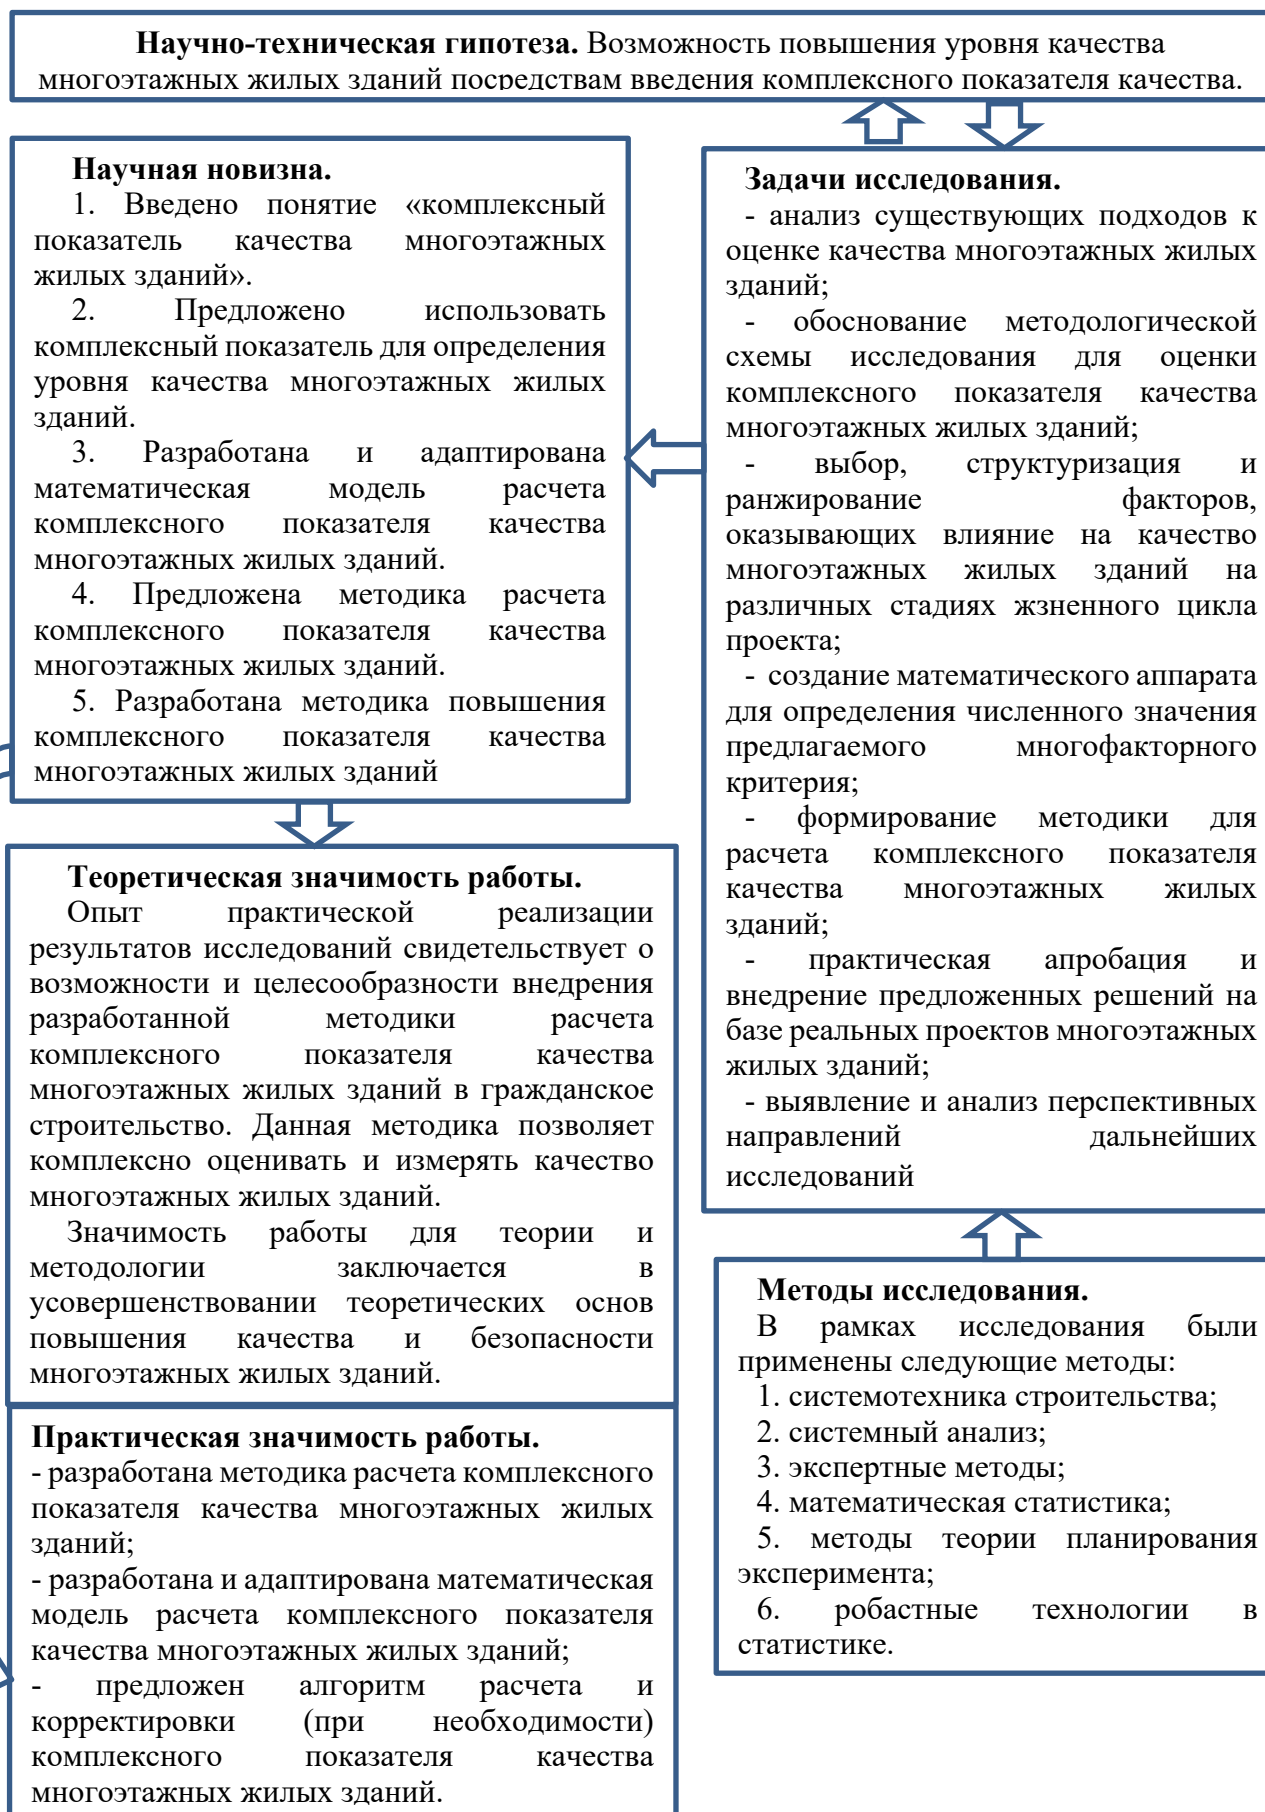 Научно-техническая гипотеза. Возможность повышения уровня качества
многоэтажных жилых зданий посредствам введения комплексного показателя качества.
Научная новизна.
1. Введено понятие «комплексный
показатель качества многоэтажных
жилых зданий».
2. Предложено использовать
комплексный показатель для определения
уровня качества многоэтажных жилых
зданий.
3. Разработана и адаптирована
математическая модель расчета
комплексного показателя качества
многоэтажных жилых зданий.
4. Предложена методика расчета
комплексного показателя качества
многоэтажных жилых зданий.
5. Разработана методика повышения
комплексного показателя качества
многоэтажных жилых зданий
Теоретическая значимость работы.
Опыт практической реализации
результатов исследований свидетельствует о
возможности и целесообразности внедрения
разработанной методики расчета
комплексного показателя качества
многоэтажных жилых зданий в гражданское
строительство. Данная методика позволяет
комплексно оценивать и измерять качество
многоэтажных жилых зданий.
Значимость работы для теории и
методологии заключается в
усовершенствовании теоретических основ
повышения качества и безопасности
многоэтажных жилых зданий.
Практическая значимость работы.
- разработана методика расчета комплексного
показателя качества многоэтажных жилых
зданий;
- разработана и адаптирована математическая
модель расчета комплексного показателя
качества многоэтажных жилых зданий;
- предложен алгоритм расчета и
корректировки (при необходимости)
комплексного показателя качества
многоэтажных жилых зданий.
Задачи исследования.
- анализ существующих подходов к
оценке качества многоэтажных жилых
зданий;
- обоснование методологической
схемы исследования для оценки
комплексного показателя качества
многоэтажных жилых зданий;
- выбор, структуризация и
ранжирование факторов,
оказывающих влияние на качество
многоэтажных жилых зданий на
различных стадиях жзненного цикла
проекта;
- создание математического аппарата
для определения численного значения
предлагаемого многофакторного
критерия;
- формирование методики для
расчета комплексного показателя
качества многоэтажных жилых
зданий;
- практическая апробация и
внедрение предложенных решений на
базе реальных проектов многоэтажных
жилых зданий;
- выявление и анализ перспективных
направлений дальнейших
исследований
Методы исследования.
В рамках исследования были
применены следующие методы:
1. системотехника строительства;
2. системный анализ;
3. экспертные методы;
4. математическая статистика;
5. методы теории планирования
эксперимента;
6. робастные технологии в
статистике.